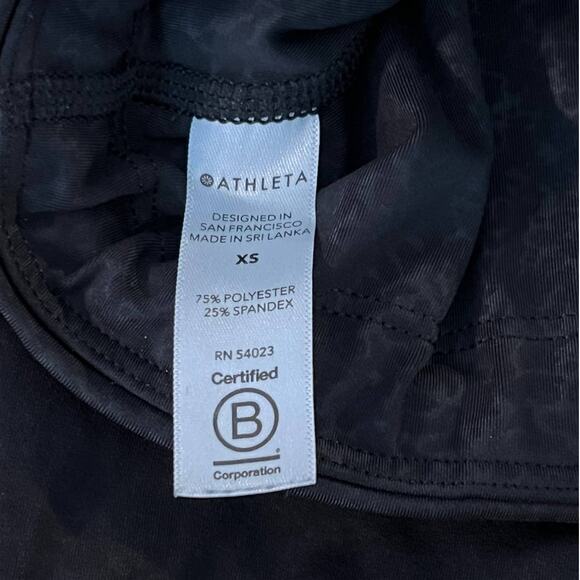 ATHLETA
DESIGNED IN
SAN FRANCISCO
MADE IN SRI LANKA
XS
75% POLYESTER
25% SPANDEX
RN 54023
Certified
B
Corporation